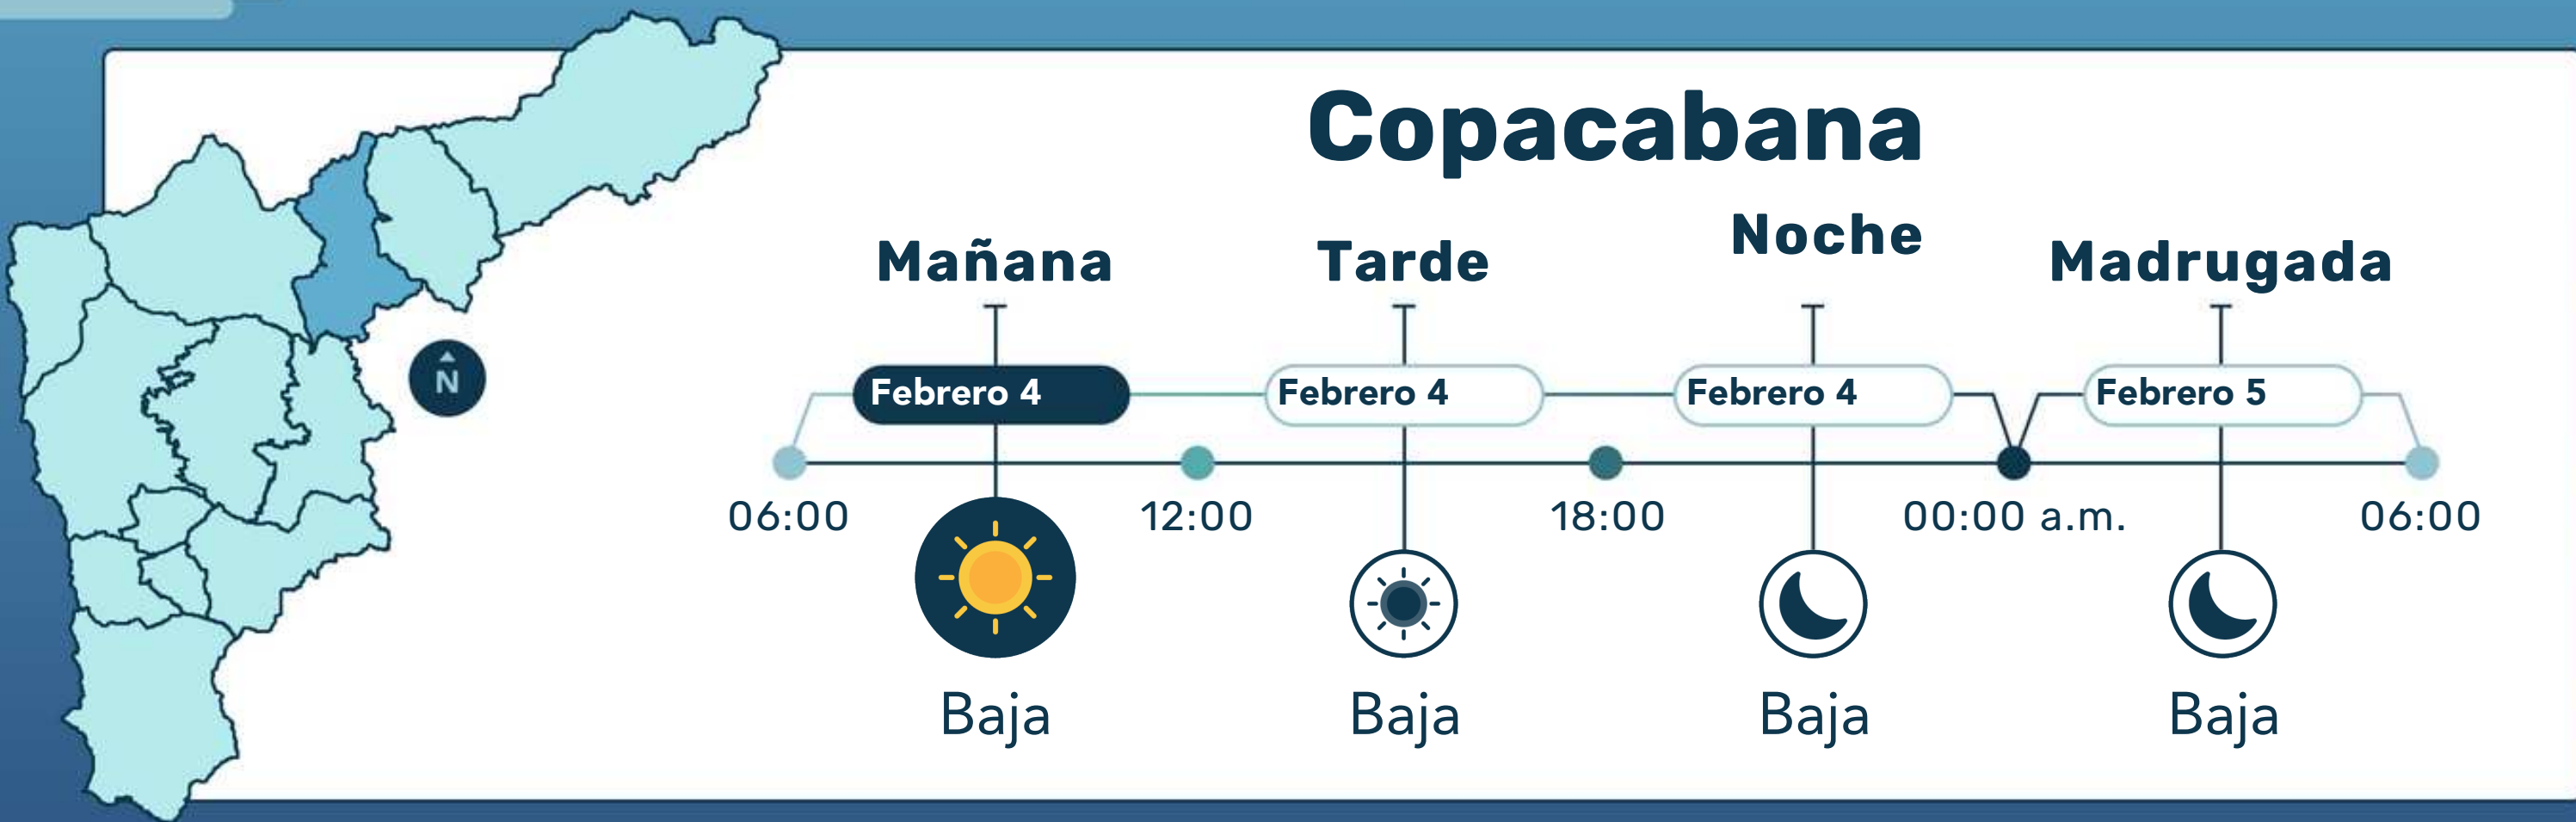 Copacabana
Mañana
Tarde
Noche
Madrugada
Febrero 4
Febrero 4
Febrero 4
Febrero 5
N
06:00
12:00
18:00
00:00 a.m.
06:00
Baja
Baja
Baja
Baja